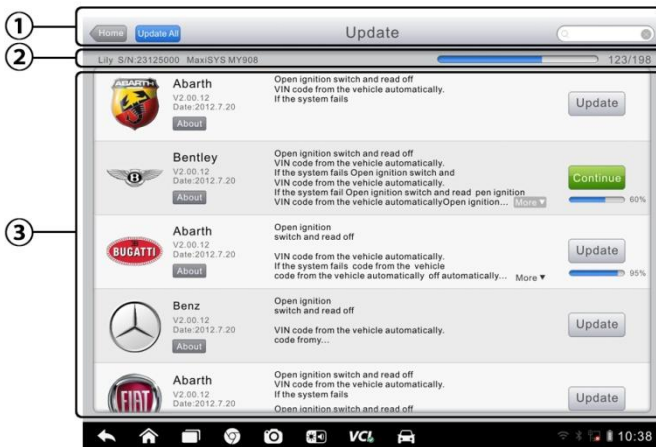 1
Home
Update All
Update
2
Lily S/N:23125000 MaxiSYS MY908
123/198
3
ABARTH
Abarth
V2.00.12
Date:2012.7.20
About
Open ignition switch and read off
VIN code from the vehicle automatically.
If the system fails
Update
B
Bentley
V2.00.12
Date:2012.7.20
About
Open ignition switch and read off
VIN code from the vehicle automatically.
If the system fails Open ignition switch and
VIN code from the vehicle automatically.
If the system fail Open ignition switch and read pen ignition
VIN code from the vehicle automaticallyOpen ignition... More ▼
Continue
60%
BUGATTI
Abarth
V2.00.12
Date:2012.7.20
About
Open ignition
switch and read off
VIN code from the vehicle automatically.
If the system fails code from the vehicle
code from the vehicle automatically off automatically... More ▼
Update
95%
Benz
V2.00.12
Date:2012.7.20
About
Open ignition
switch and read off
VIN code from the vehicle automatically.
code fromy...
Update
FIAT
Abarth
V2.00.12
Date:2012.7.20
Open ignition switch and read off
VIN code from the vehicle automatically.
If the system fails
Open ignition switch and read off
Update
VCI
10:38